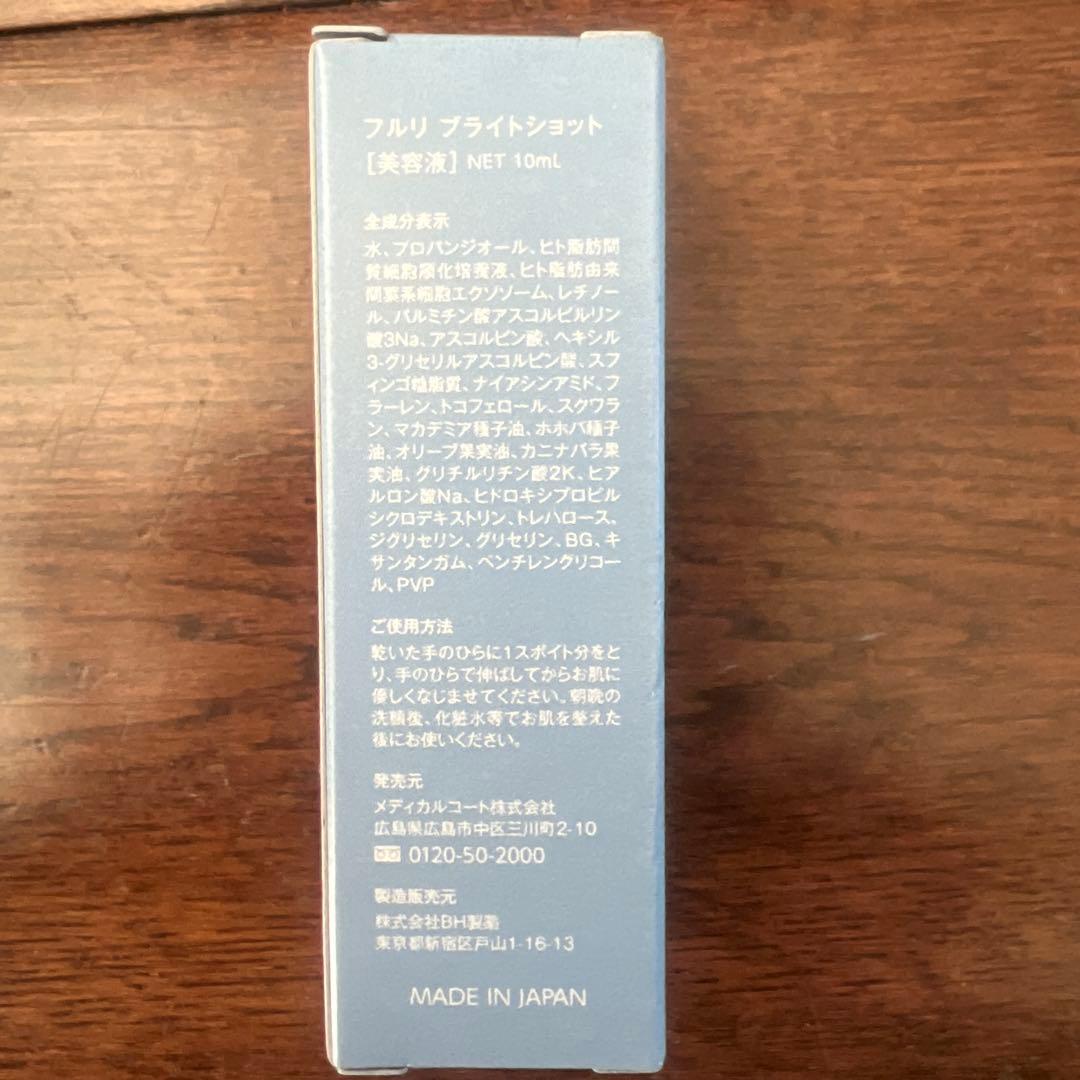 フルリ ブライトショット
［美容液］ NET 10mL
全成分表示
水、プロパンジオール、ヒト脂肪間
質細胞順化培養液、ヒト脂肪由来
間葉系細胞エクソソーム、レチノー
ル、パルミチン酸アスコルビルリン
酸3Na、アスコルビン酸、ヘキシル
3-グリセリルアスコルビン酸、スフ
ィンゴ糖脂質、ナイアシンアミド、フ
ラーレン、トコフェロール、スクワラ
ン、マカデミア種子油、ホホバ種子
油、オリーブ果実油、カニナバラ果
実油、グリチルリチン酸2K、ヒア
ルロン酸Na、ヒドロキシプロピル
シクロデキストリン、トレハロース、
ジグリセリン、グリセリン、BG、キ
サンタンガム、ペンチレングリコー
ル、PVP
ご使用方法
乾いた手のひらに1スポイト分をと
り、手のひらで伸ばしてからお肌に
優しくなじませてください。朝晩の
洗顔後、化粧水等でお肌を整えた
後にお使いください。
発売元
メディカルコート株式会社
広島県広島市中区三川町2-10
0120-50-2000
製造販売元
株式会社BH製薬
東京都新宿区戸山1-16-13
MADE IN JAPAN